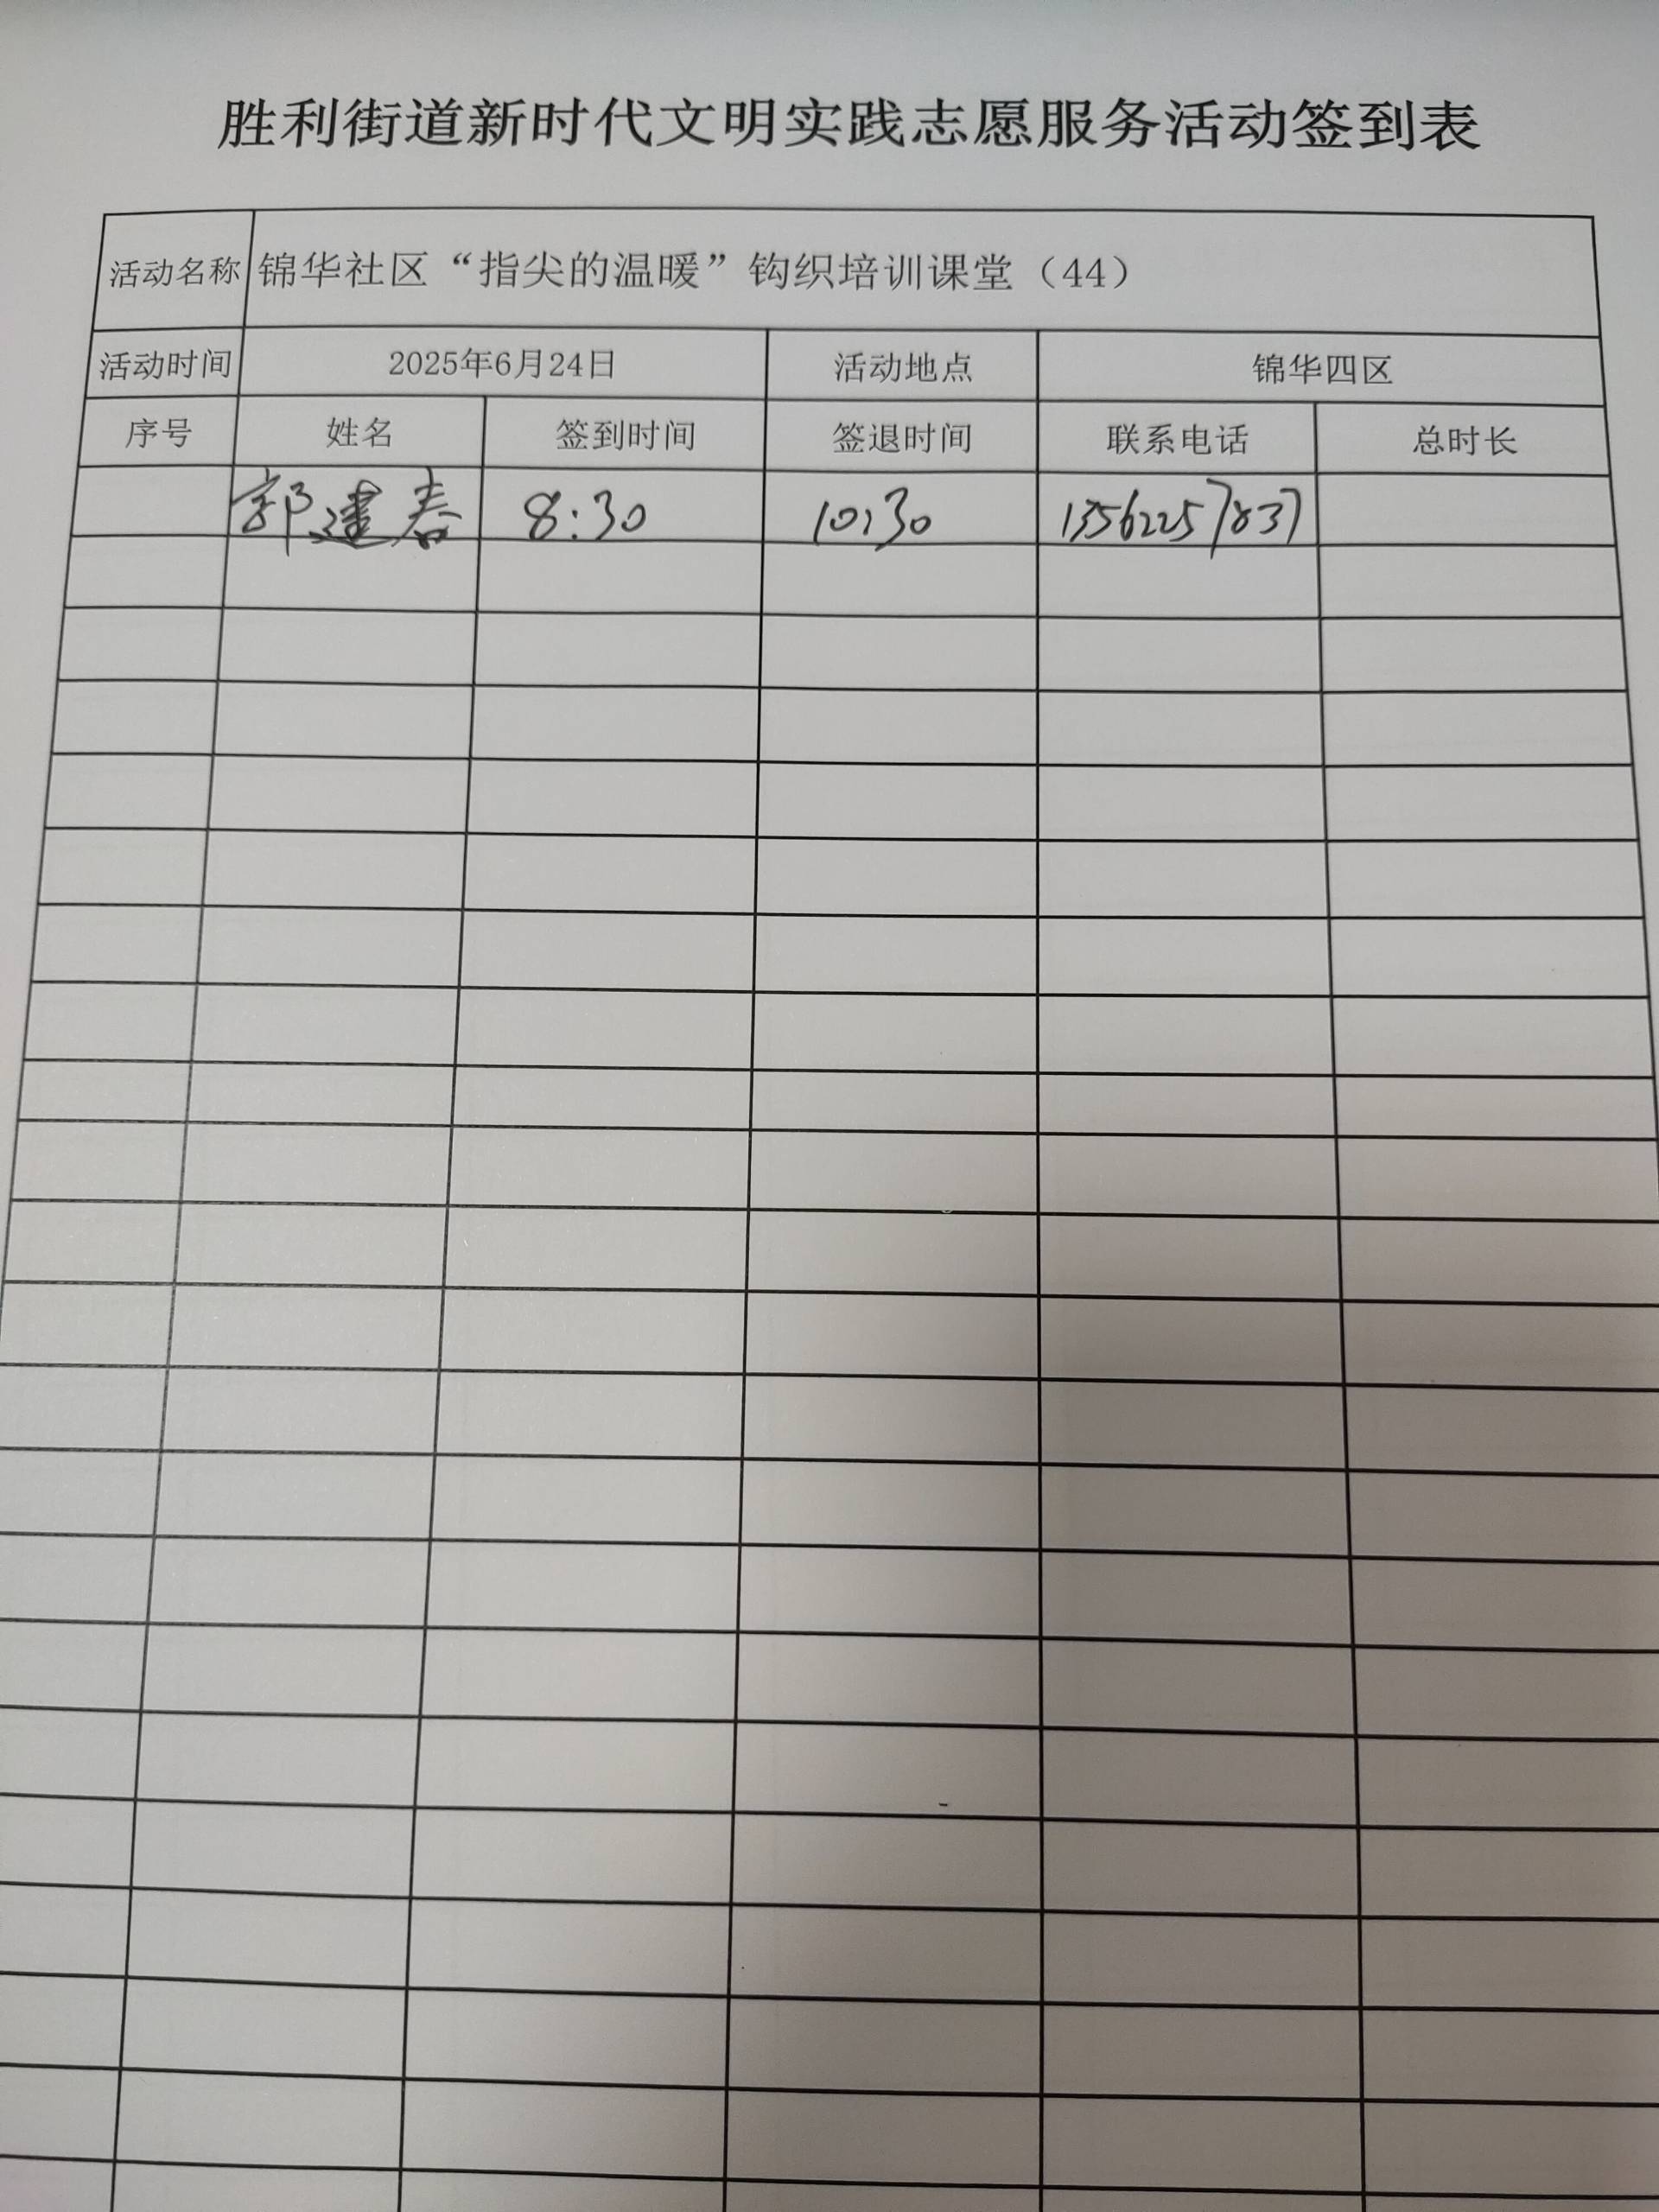 胜利街道新时代文明实践志愿服务活动签到表
活动名称 锦华社区“指尖的温暖”钩织培训课堂（44）
活动时间 2025年6月24日 活动地点 锦华四区
序号 姓名 签到时间 签退时间 联系电话 总时长
郭建春 8:30 10:30 13562257837